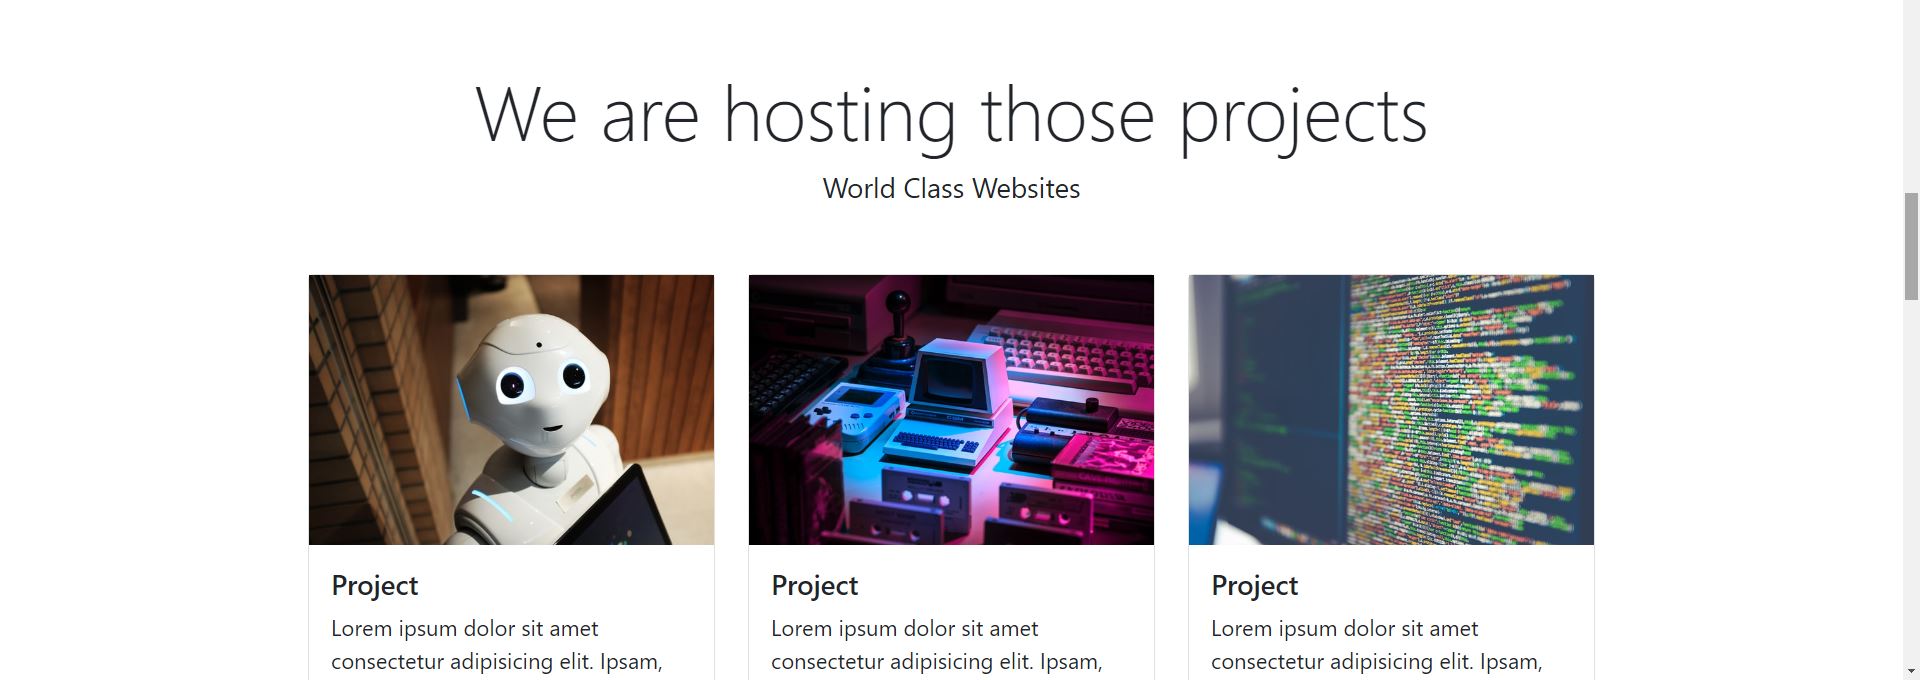 We are hosting those projects
World Class Websites
Project
Lorem ipsum dolor sit amet
consectetur adipisicing elit. Ipsam,
Project
Lorem ipsum dolor sit amet
consectetur adipisicing elit. Ipsam,
Project
Lorem ipsum dolor sit amet
consectetur adipisicing elit. Ipsam,